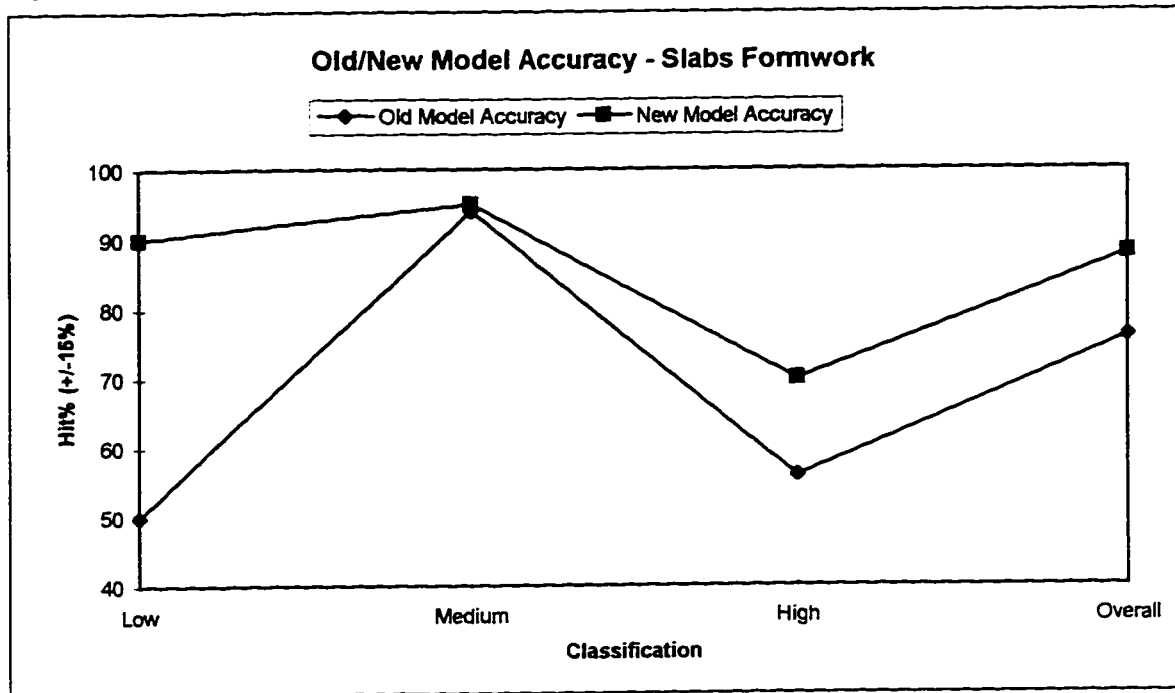 Old/New Model Accuracy - Slabs Formwork
Old Model Accuracy New Model Accuracy
100
90
80
70
60
50
40
Hit% (+/-15%)
Low Medium High Overall
Classification